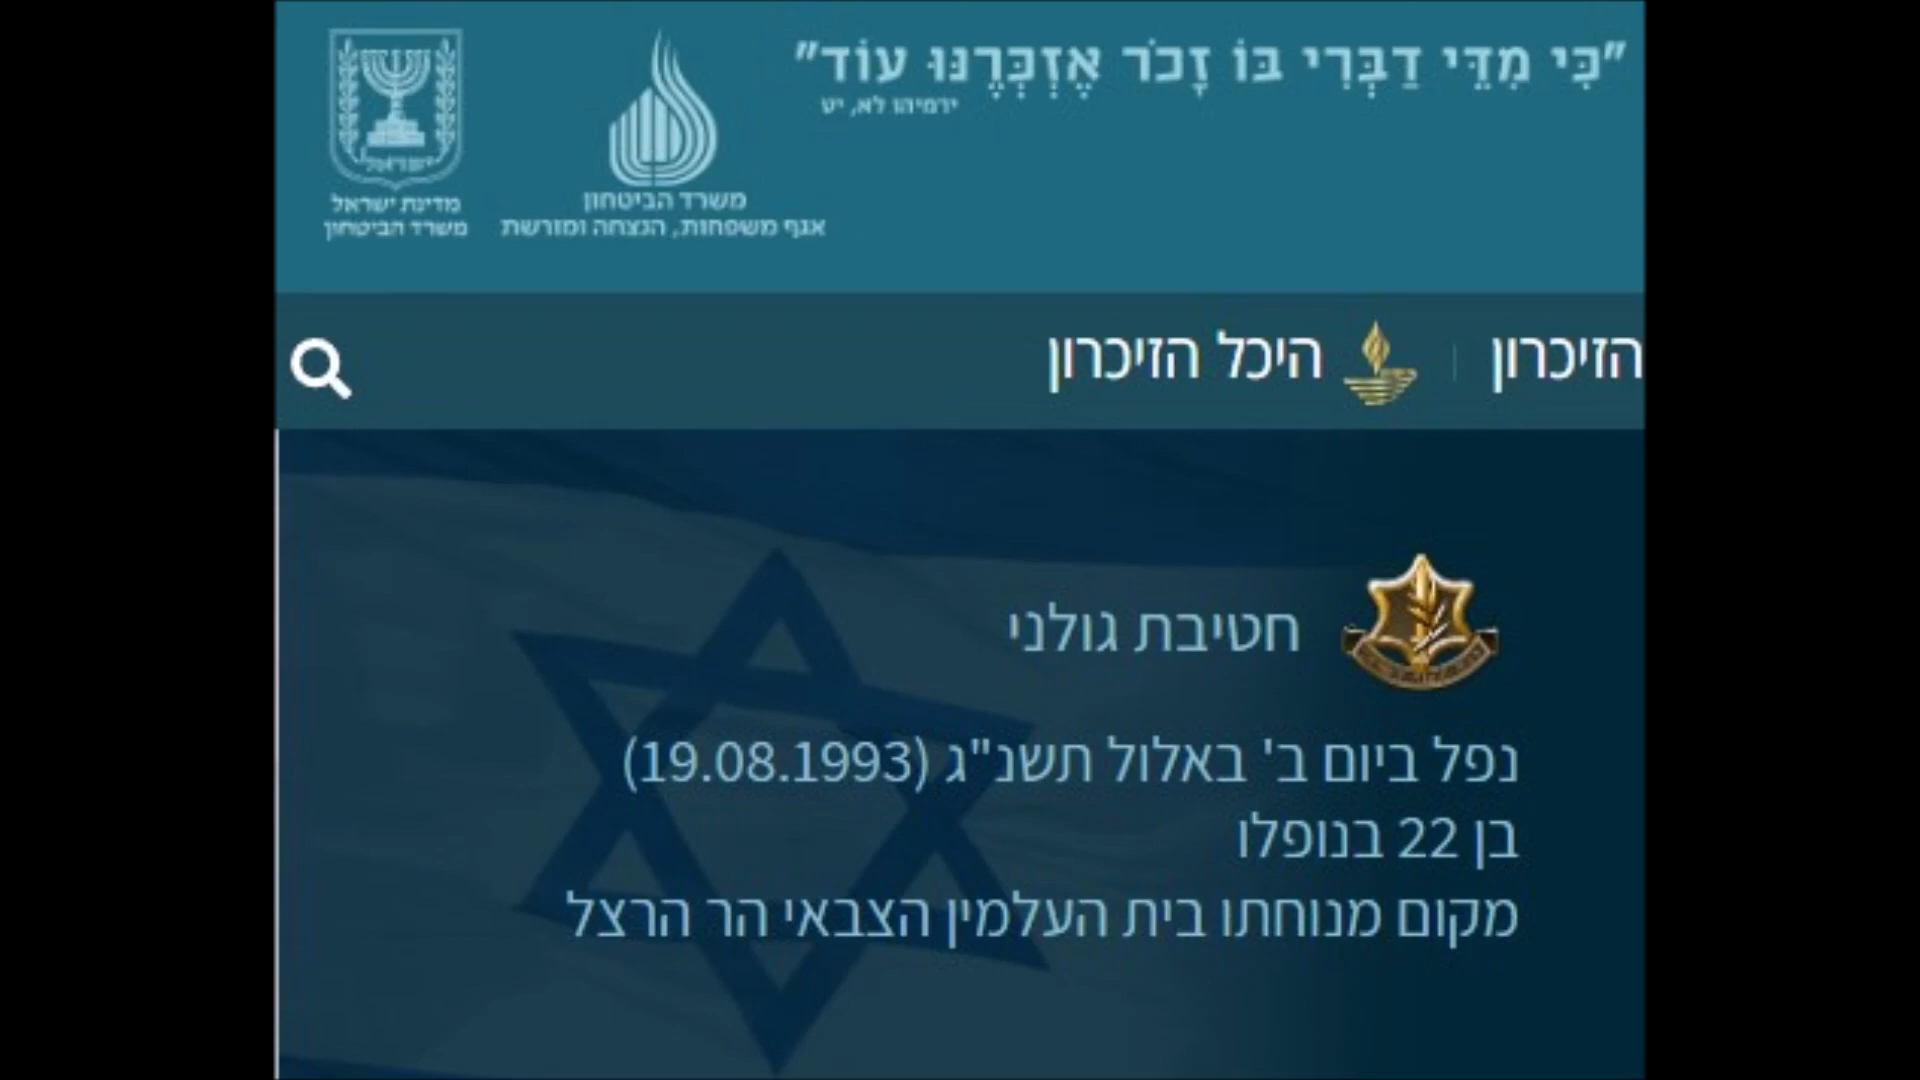 "כִּי מִדֵּי דַבְּרִי בּוֹ זָכֹר אֶזְכְּרֶנּוּ עוֹד"
ירמיהו לא, יט
ישראל
מדינת ישראל
משרד הביטחון
משרד הביטחון
אגף משפחות, הנצחה ומורשת
הזיכרון
היכל הזיכרון
חטיבת גולני
נפל ביום ב' באלול תשנ"ג (19.08.1993)
בן 22 בנופלו
מקום מנוחתו בית העלמין הצבאי הר הרצל